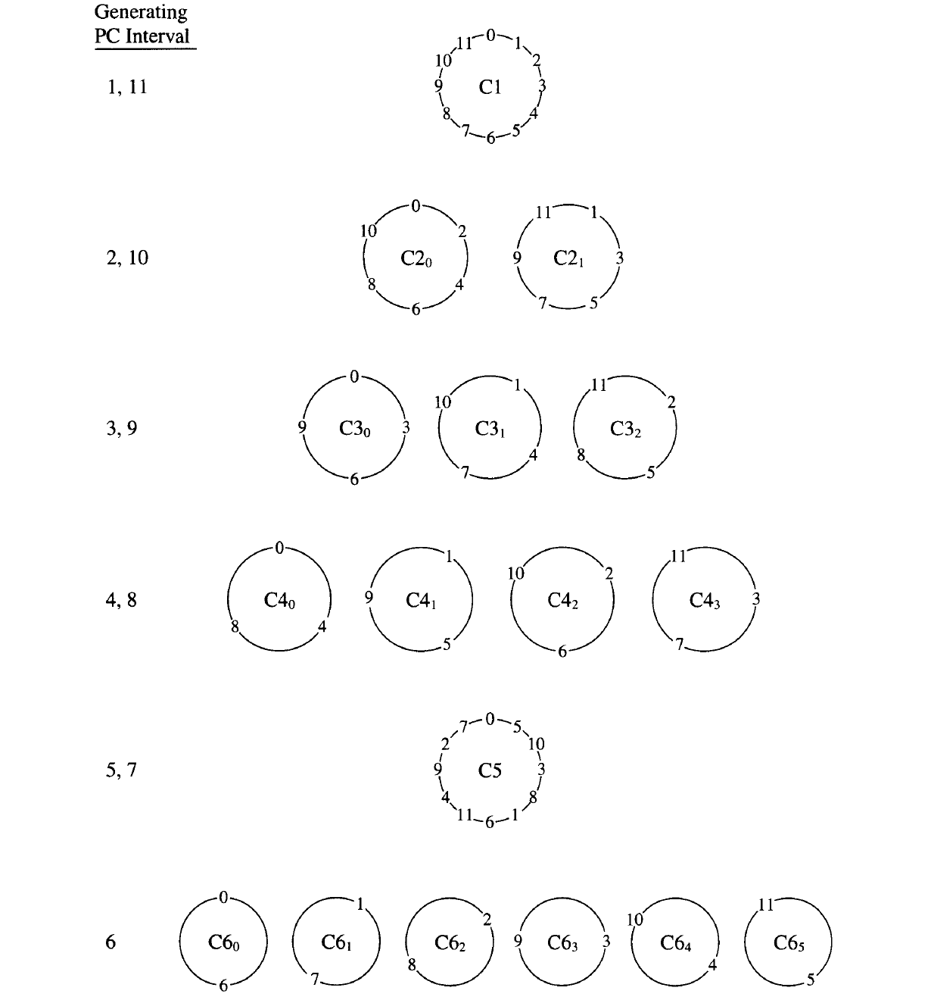 Generating
PC Interval
1, 11
0
11 1
10 2
9 C1 3
8 4
7 5
6
2, 10
0
10 2
C2₀
8 4
6
11 1
9 C2₁ 3
7 5
3, 9
0
9 C3₀ 3
6
1
10
C3₁
4
7
11
2
C3₂
8
5
4, 8
0
C4₀
8 4
1
9 C4₁
5
10 2
C4₂
6
11
C4₃ 3
7
5, 7
0
7 5
2 10
9 C5 3
4 8
11 1
6
6
0
C6₀
6
1
C6₁
7
2
C6₂
8
9 C6₃ 3
10
C6₄
4
11
C6₅
5